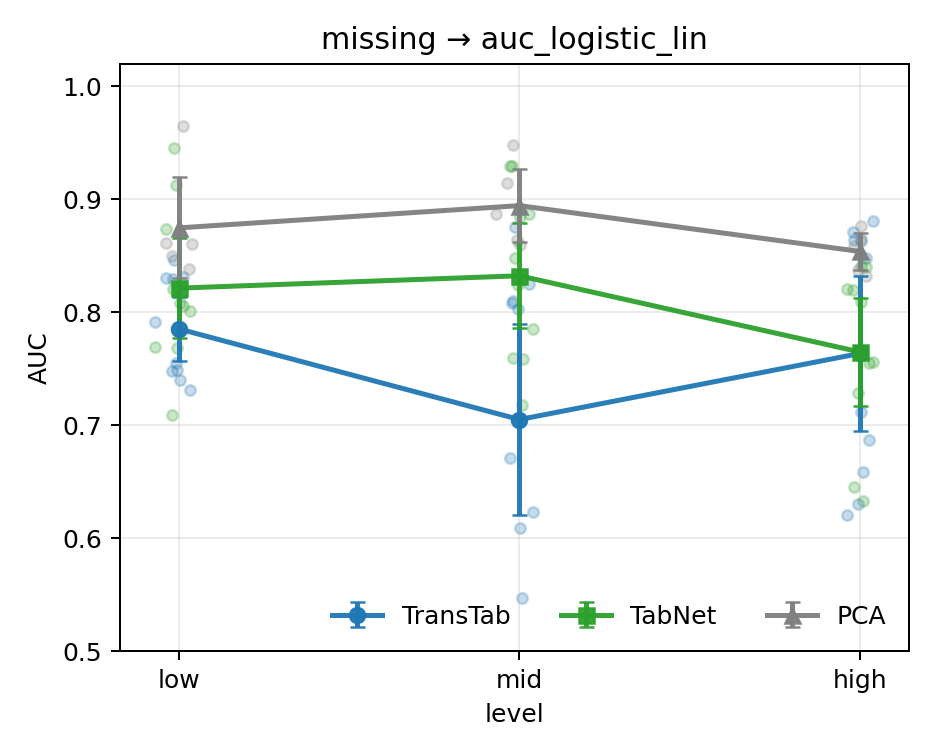 missing → auc_logistic_lin
1.0
0.9
0.8
0.7
0.6
0.5
AUC
TransTab TabNet PCA
low mid high
level